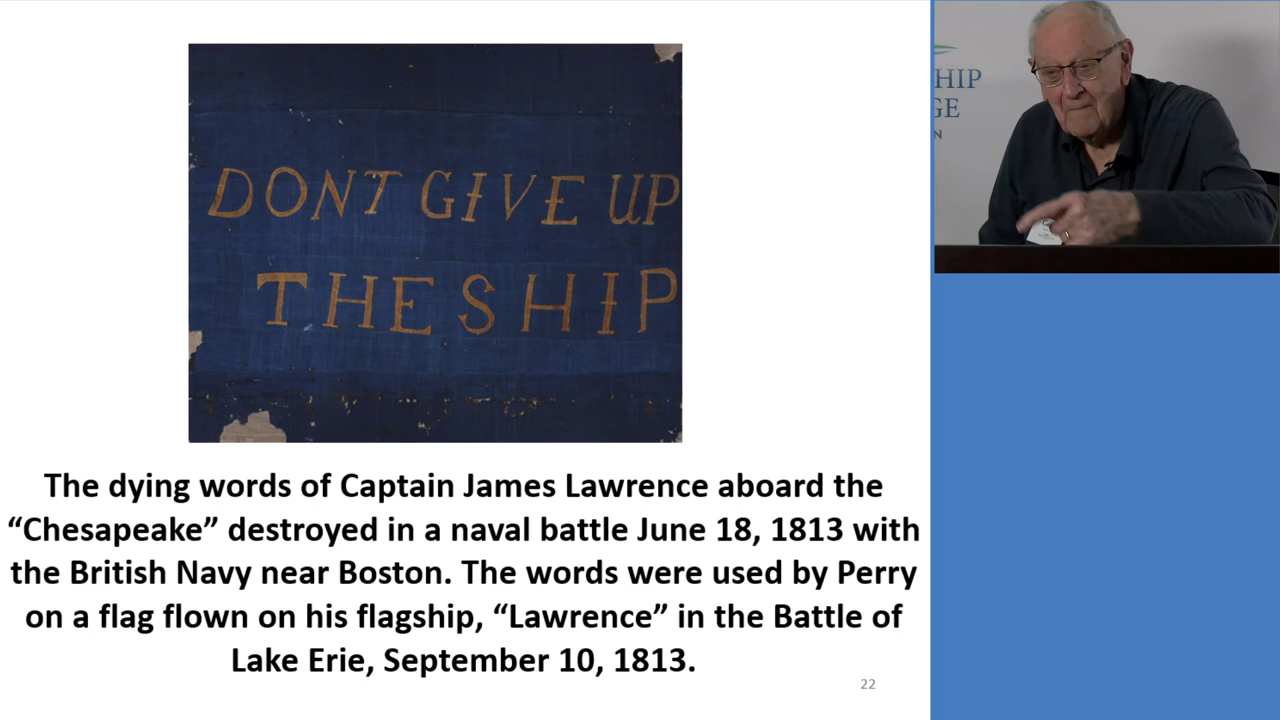 DONT GIVE UP
THE SHIP
The dying words of Captain James Lawrence aboard the
“Chesapeake” destroyed in a naval battle June 18, 1813 with
the British Navy near Boston. The words were used by Perry
on a flag flown on his flagship, “Lawrence” in the Battle of
Lake Erie, September 10, 1813.
22
HIP
GE
N